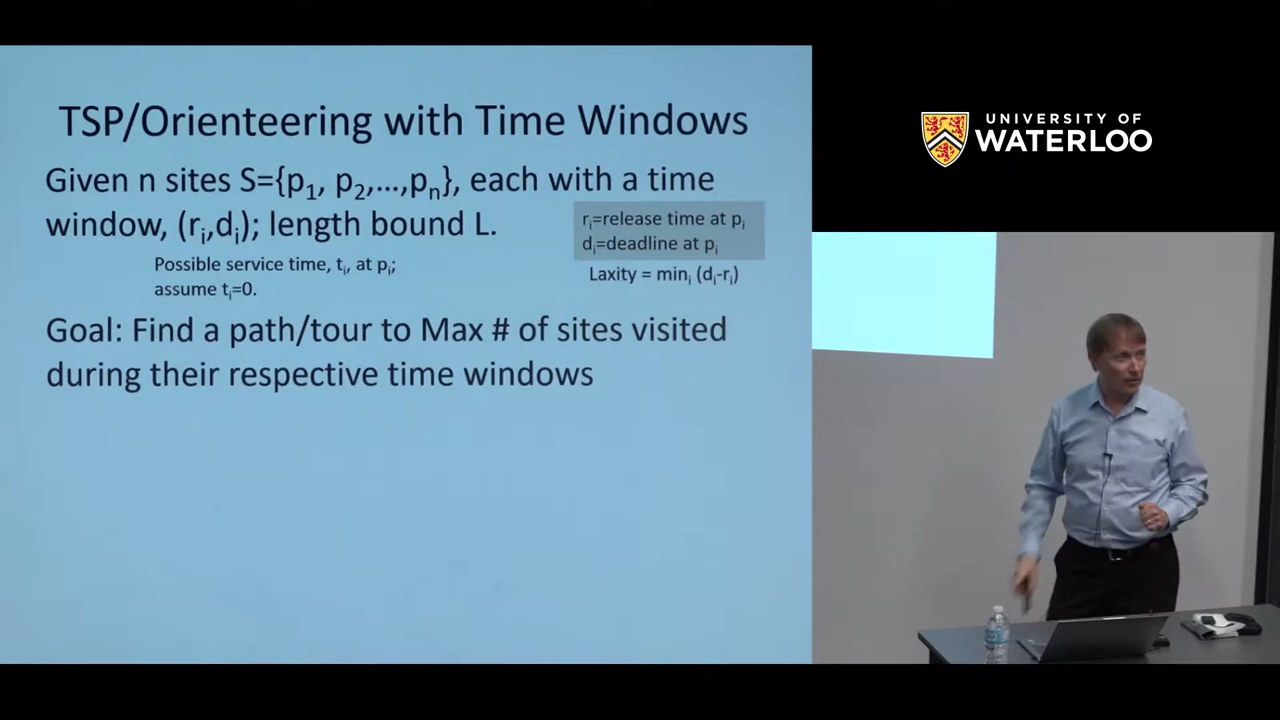 TSP/Orienteering with Time Windows
Given n sites S={p₁, p₂,...,pₙ}, each with a time
window, (rᵢ,dᵢ); length bound L.
rᵢ=release time at pᵢ
dᵢ=deadline at pᵢ
Possible service time, tᵢ, at pᵢ;
assume tᵢ=0.
Laxity = minᵢ (dᵢ-rᵢ)
Goal: Find a path/tour to Max # of sites visited
during their respective time windows
UNIVERSITY OF
WATERLOO